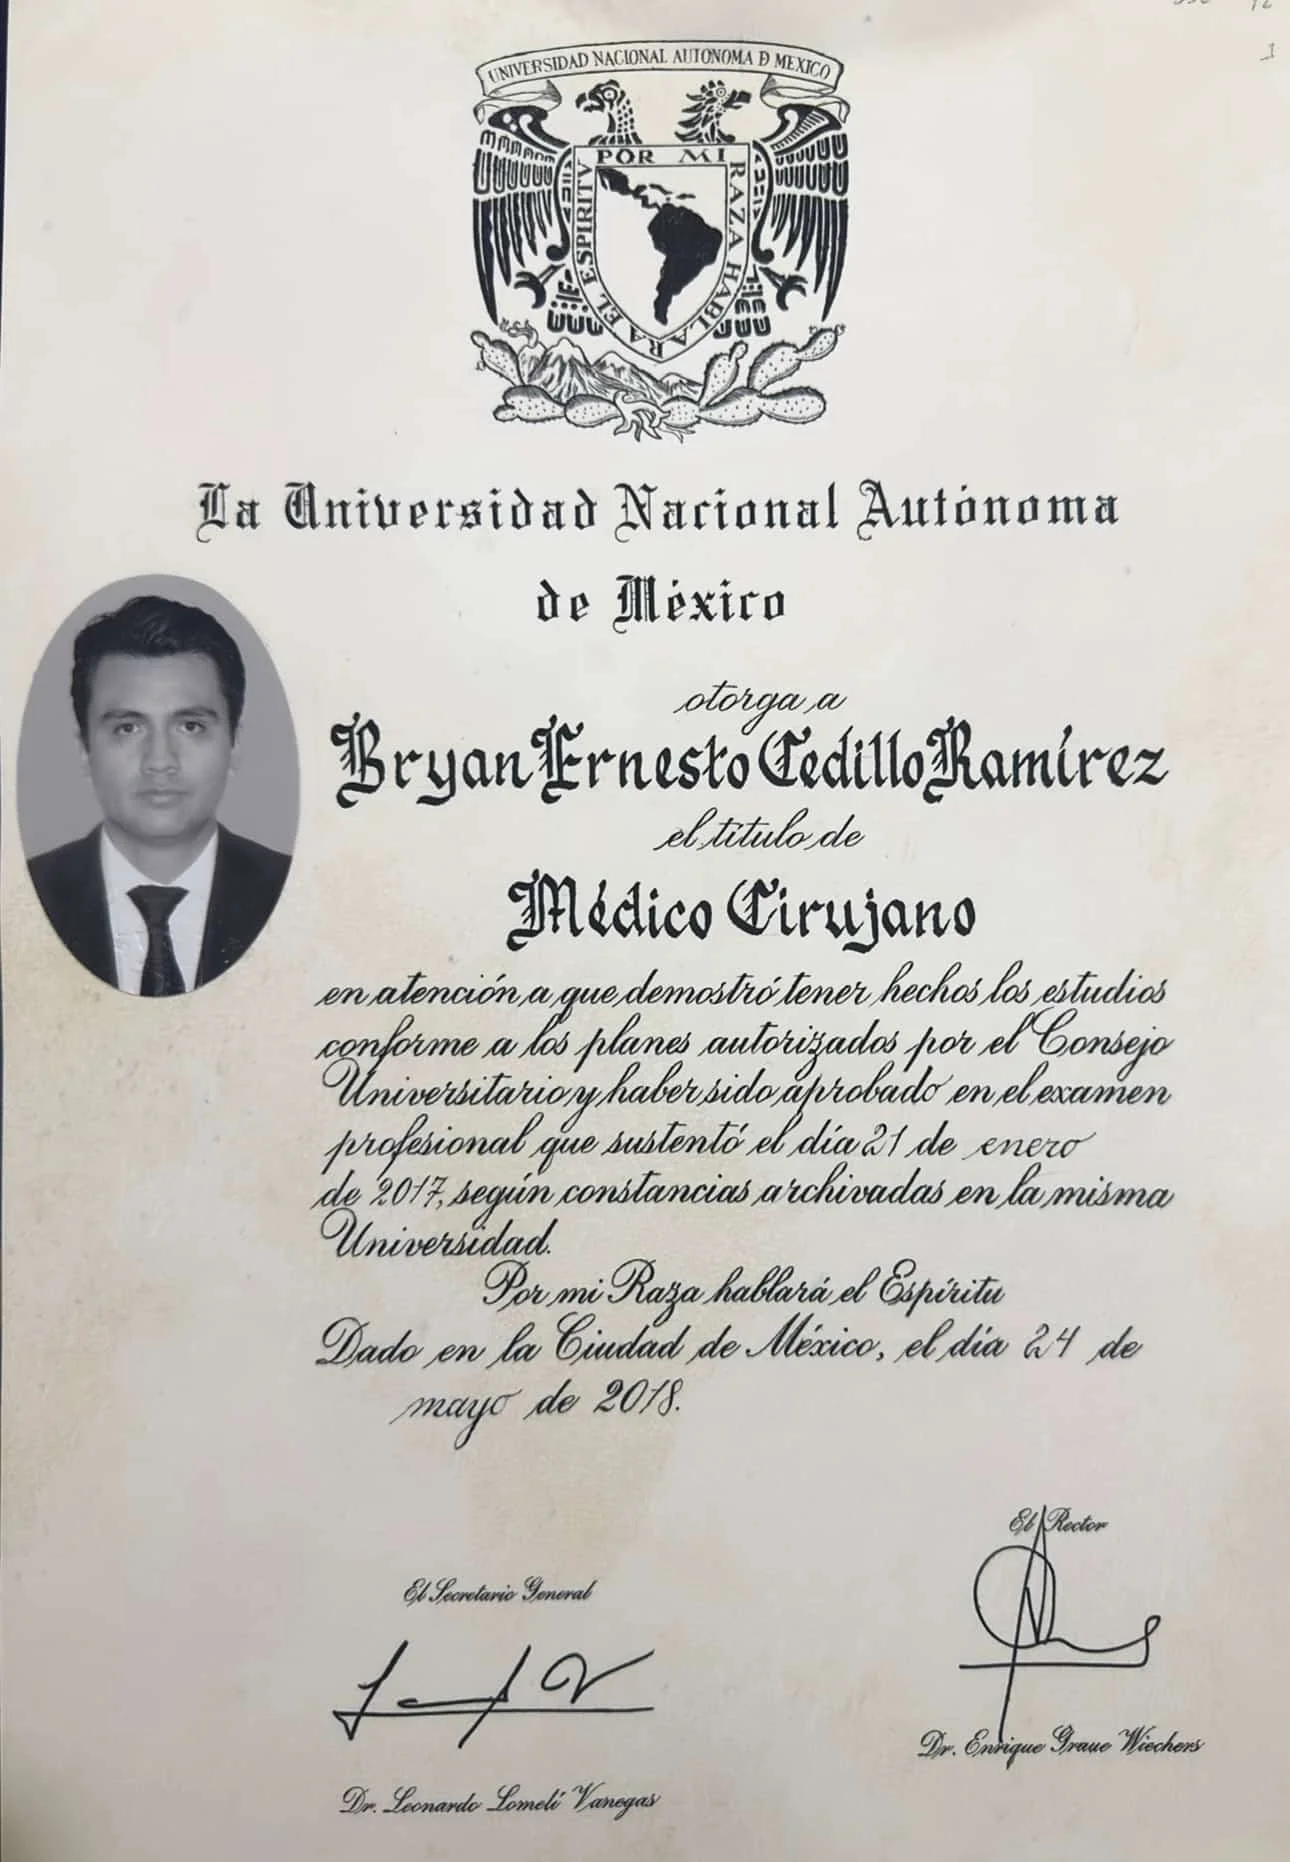 UNIVERSIDAD NACIONAL AUTONOMA D MEXICO
POR MI RAZA HABLARA EL ESPIRITV
La Universidad Nacional Autónoma
de México
otorga a
Bryan Ernesto Cedillo Ramírez
el título de
Médico Cirujano
en atención a que demostró tener hechos los estudios
conforme a los planes autorizados por el Consejo
Universitario y haber sido aprobado en el examen
profesional que sustentó el día 21 de enero
de 2017, según constancias archivadas en la misma
Universidad.
Por mi Raza hablará el Espíritu
Dado en la Ciudad de México, el día 24 de
mayo de 2018.
El Rector
El Secretario General
Dr. Enrique Graue Wiechers
Dr. Leonardo Lomelí Vanegas